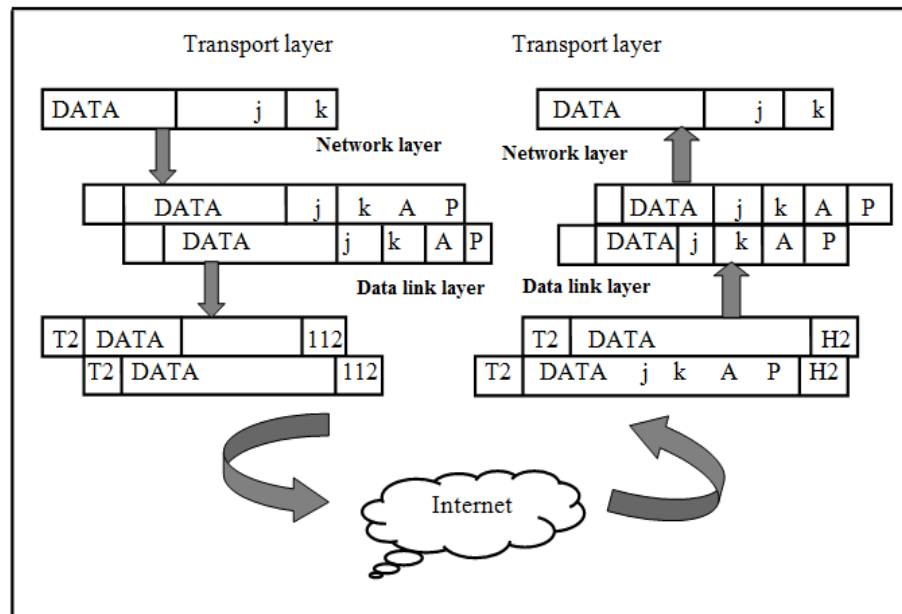 Transport layer Transport layer
DATA j k DATA j k
Network layer Network layer
DATA j k A P DATA j k A P
DATA j k A P DATA j k A P
Data link layer Data link layer
T2 DATA 112 T2 DATA H2
T2 DATA 112 T2 DATA j k A P H2
Internet